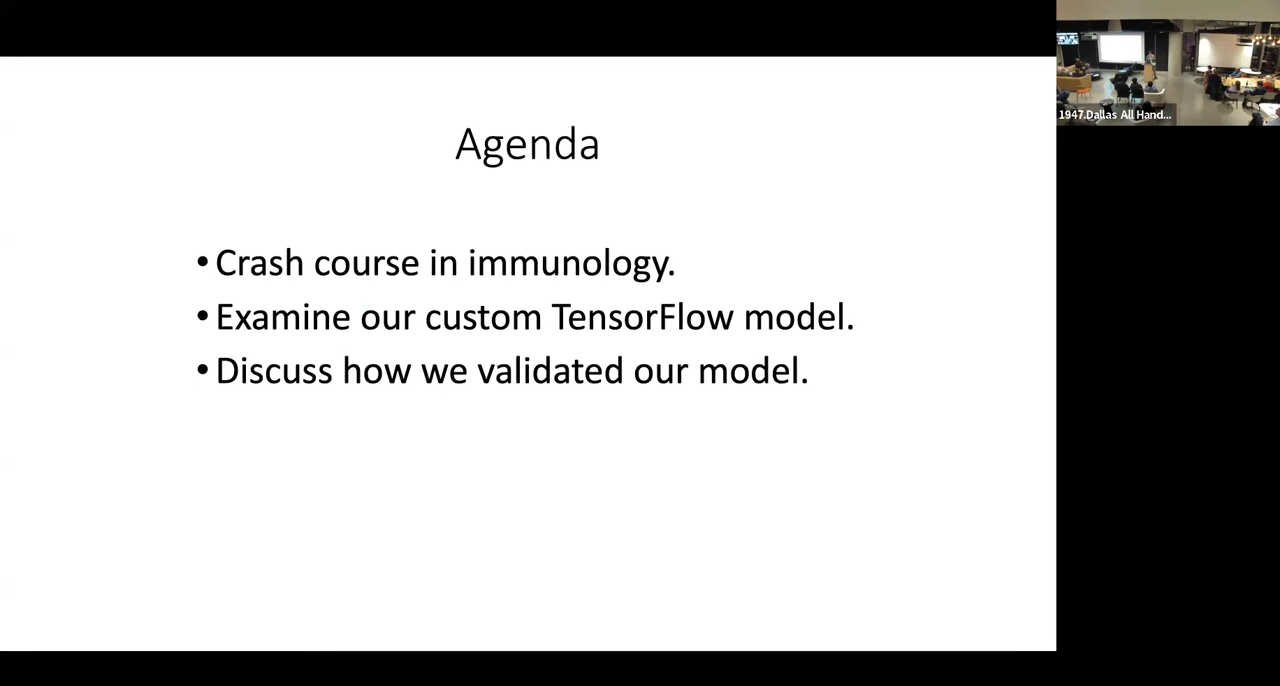 Agenda
• Crash course in immunology.
• Examine our custom TensorFlow model.
• Discuss how we validated our model.
1947.Dallas All Hand...